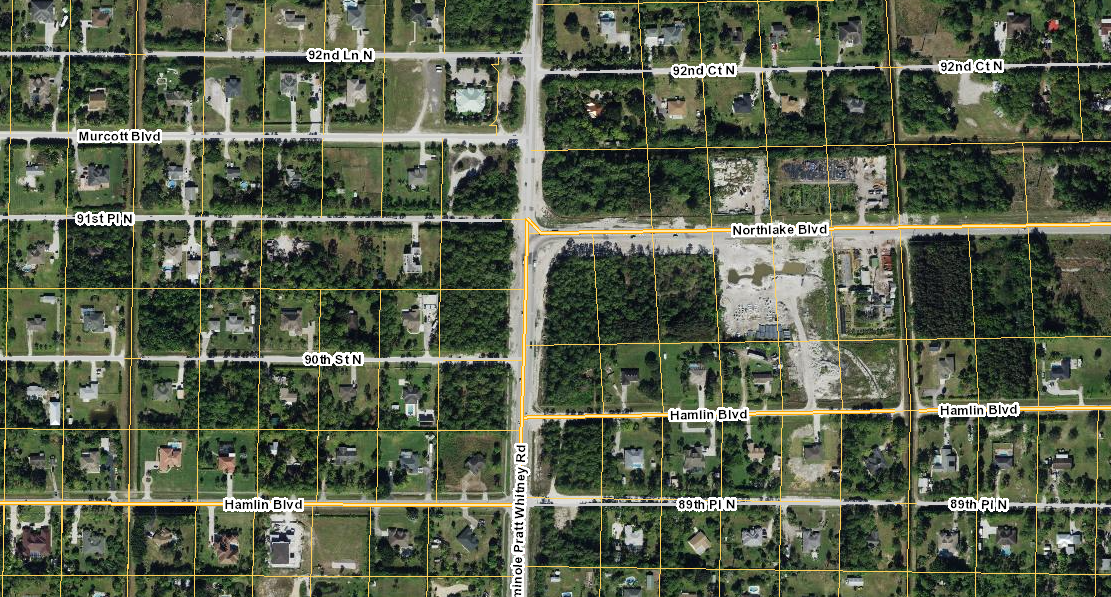 92nd Ln N
92nd Ct N
92nd Ct N
Murcott Blvd
91st Pl N
Northlake Blvd
90th St N
Hamlin Blvd
Hamlin Blvd
Hamlin Blvd
89th Pl N
89th Pl N
minole Pratt Whitney Rd